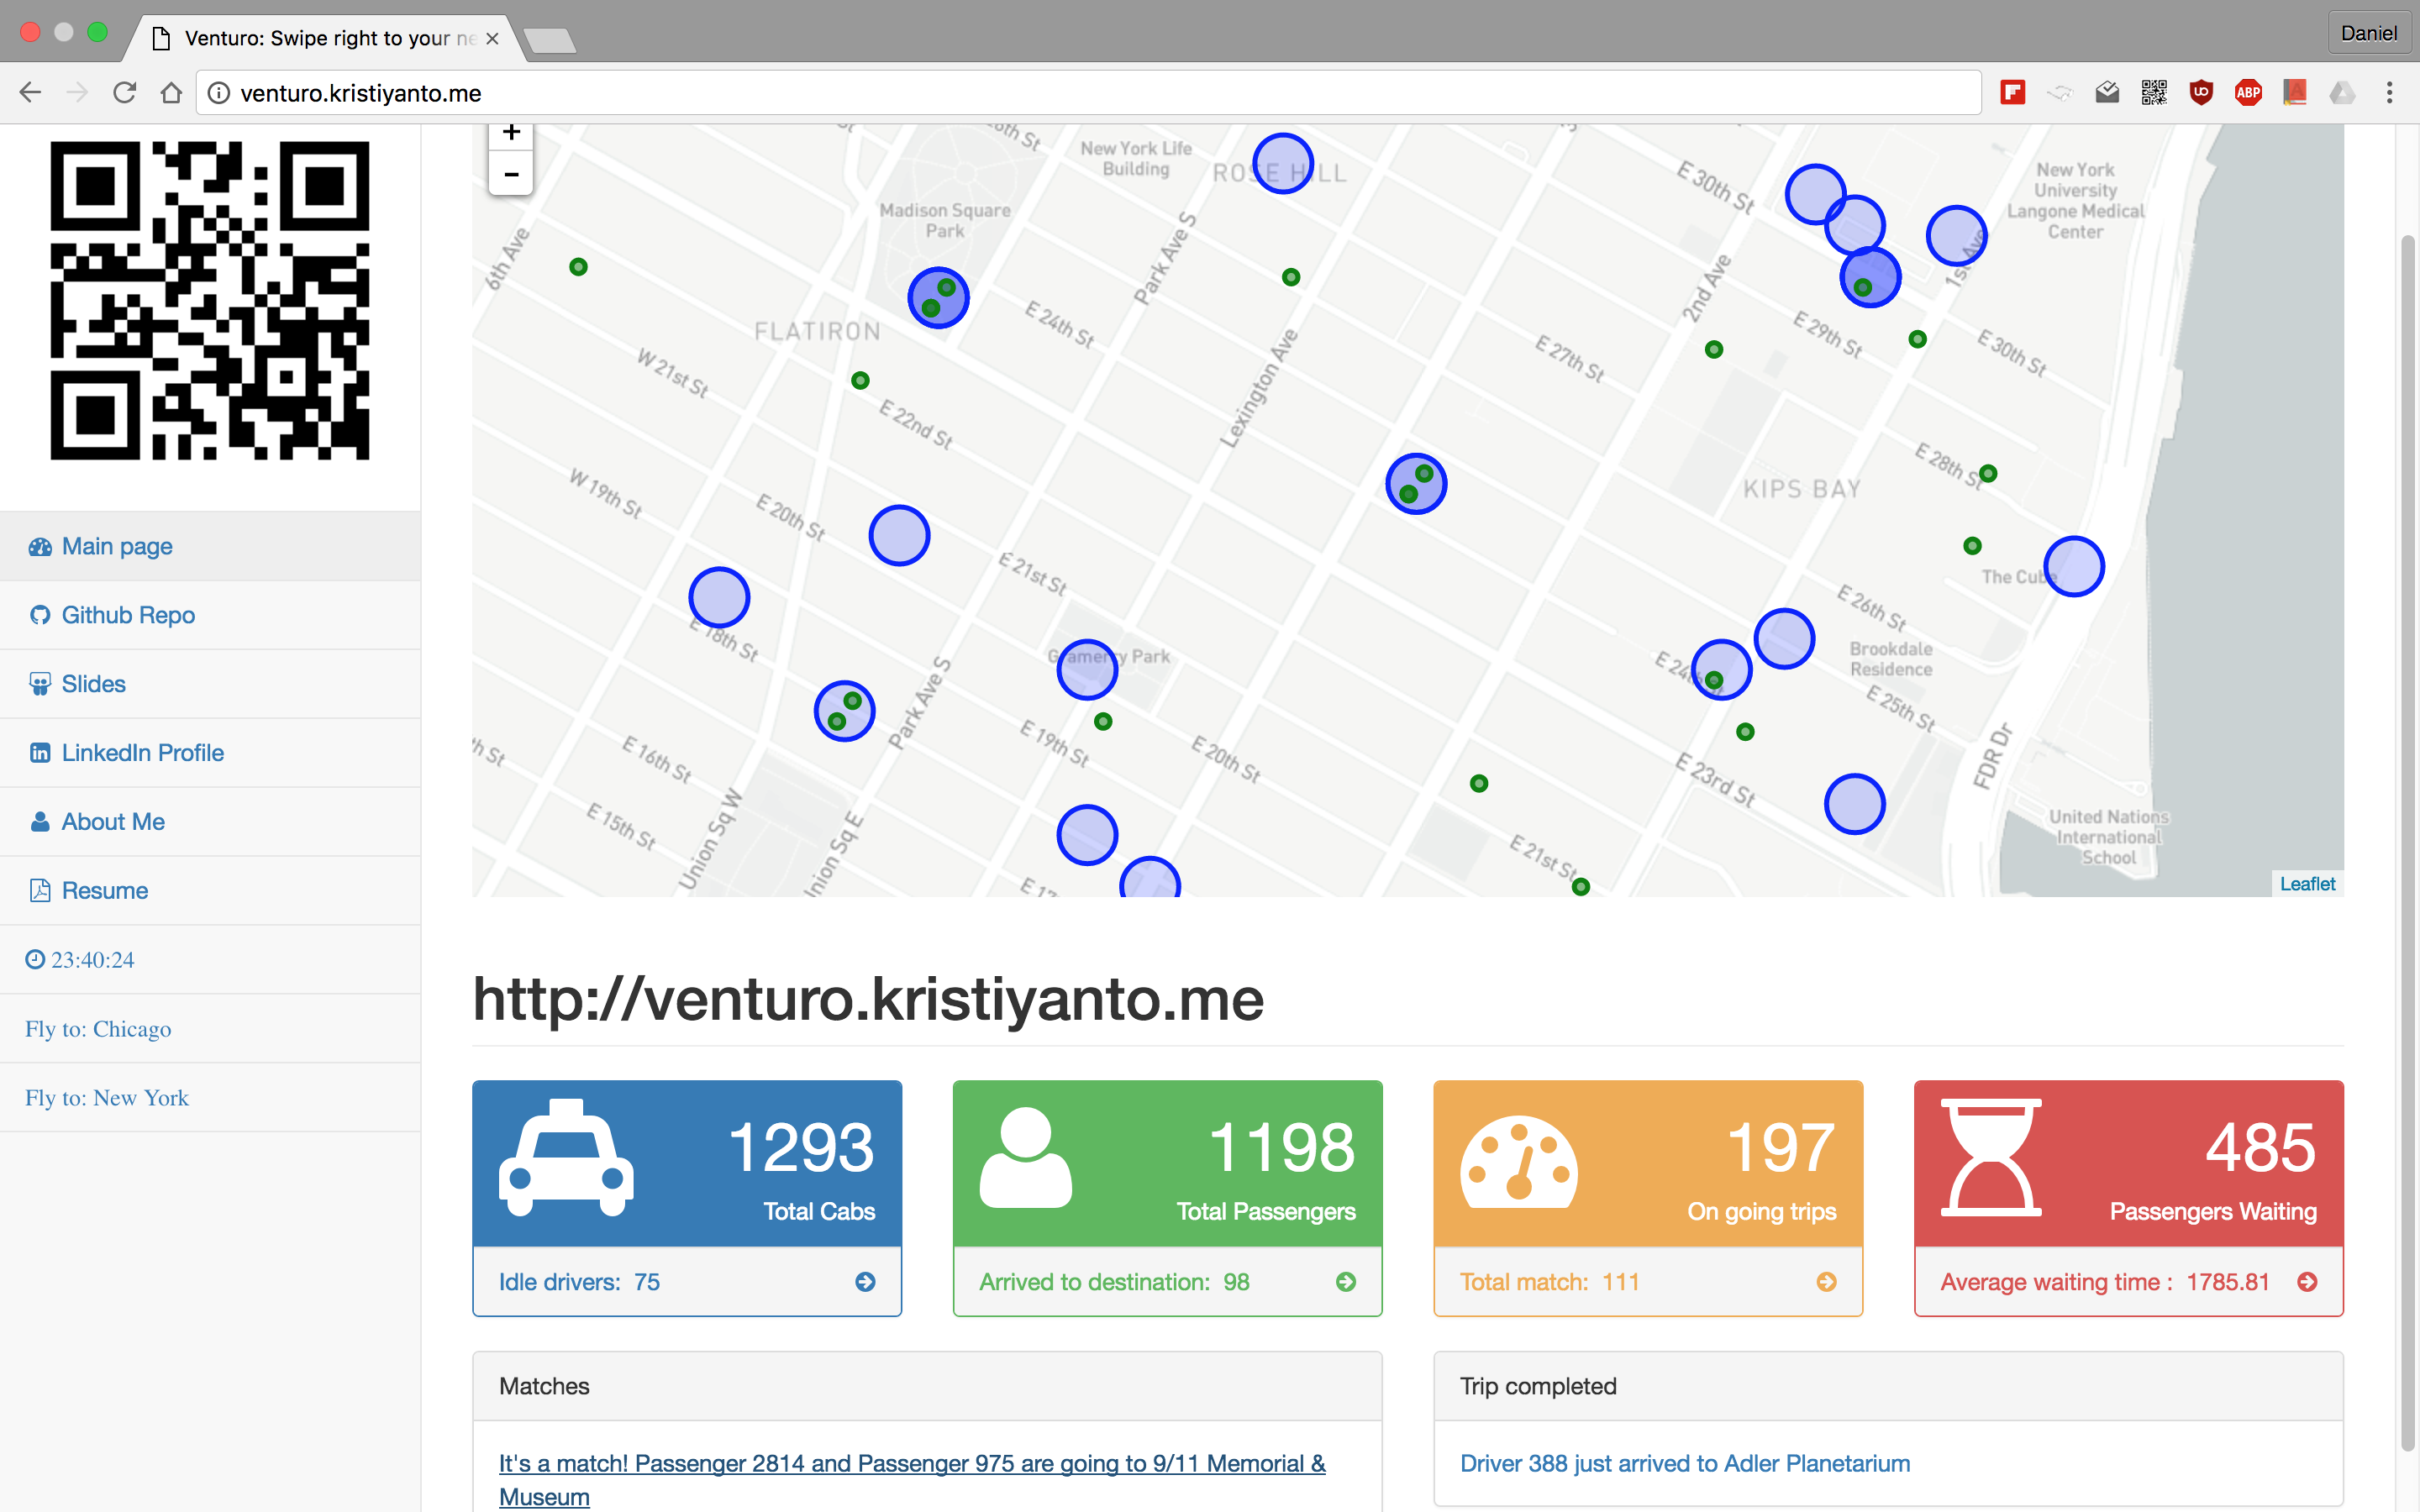 Venturo: Swipe right to your ne
Daniel
venturo.kristiyanto.me
ABP
+
-
Main page
Github Repo
Slides
LinkedIn Profile
About Me
Resume
23:40:24
Fly to: Chicago
Fly to: New York
New York Life
Building
ROSE HILL
E 30th St
New York
University
Langone Medical
Center
Madison Square
Park
6th Ave
Park Ave S
1st Ave
2nd Ave
FLATIRON
E 24th St
E 27th St
E 29th St
E 30th St
W 21st St
Lexington Ave
E 22nd St
E 28th St
KIPS BAY
W 19th St
E 20th St
E 21st St
The Cube
E 26th St
E 18th St
Gramercy Park
E 24th St
Brookdale
Residence
E 25th St
Park Ave S
E 16th St
E 19th St
E 20th St
E 23rd St
FDR Dr
E 15th St
Union Sq W
Union Sq E
E 21st St
United Nations
International
School
Leaflet
http://venturo.kristiyanto.me
1293
Total Cabs
Idle drivers: 75
1198
Total Passengers
Arrived to destination: 98
197
On going trips
Total match: 111
485
Passengers Waiting
Average waiting time : 1785.81
Matches
It's a match! Passenger 2814 and Passenger 975 are going to 9/11 Memorial &
Museum
Trip completed
Driver 388 just arrived to Adler Planetarium